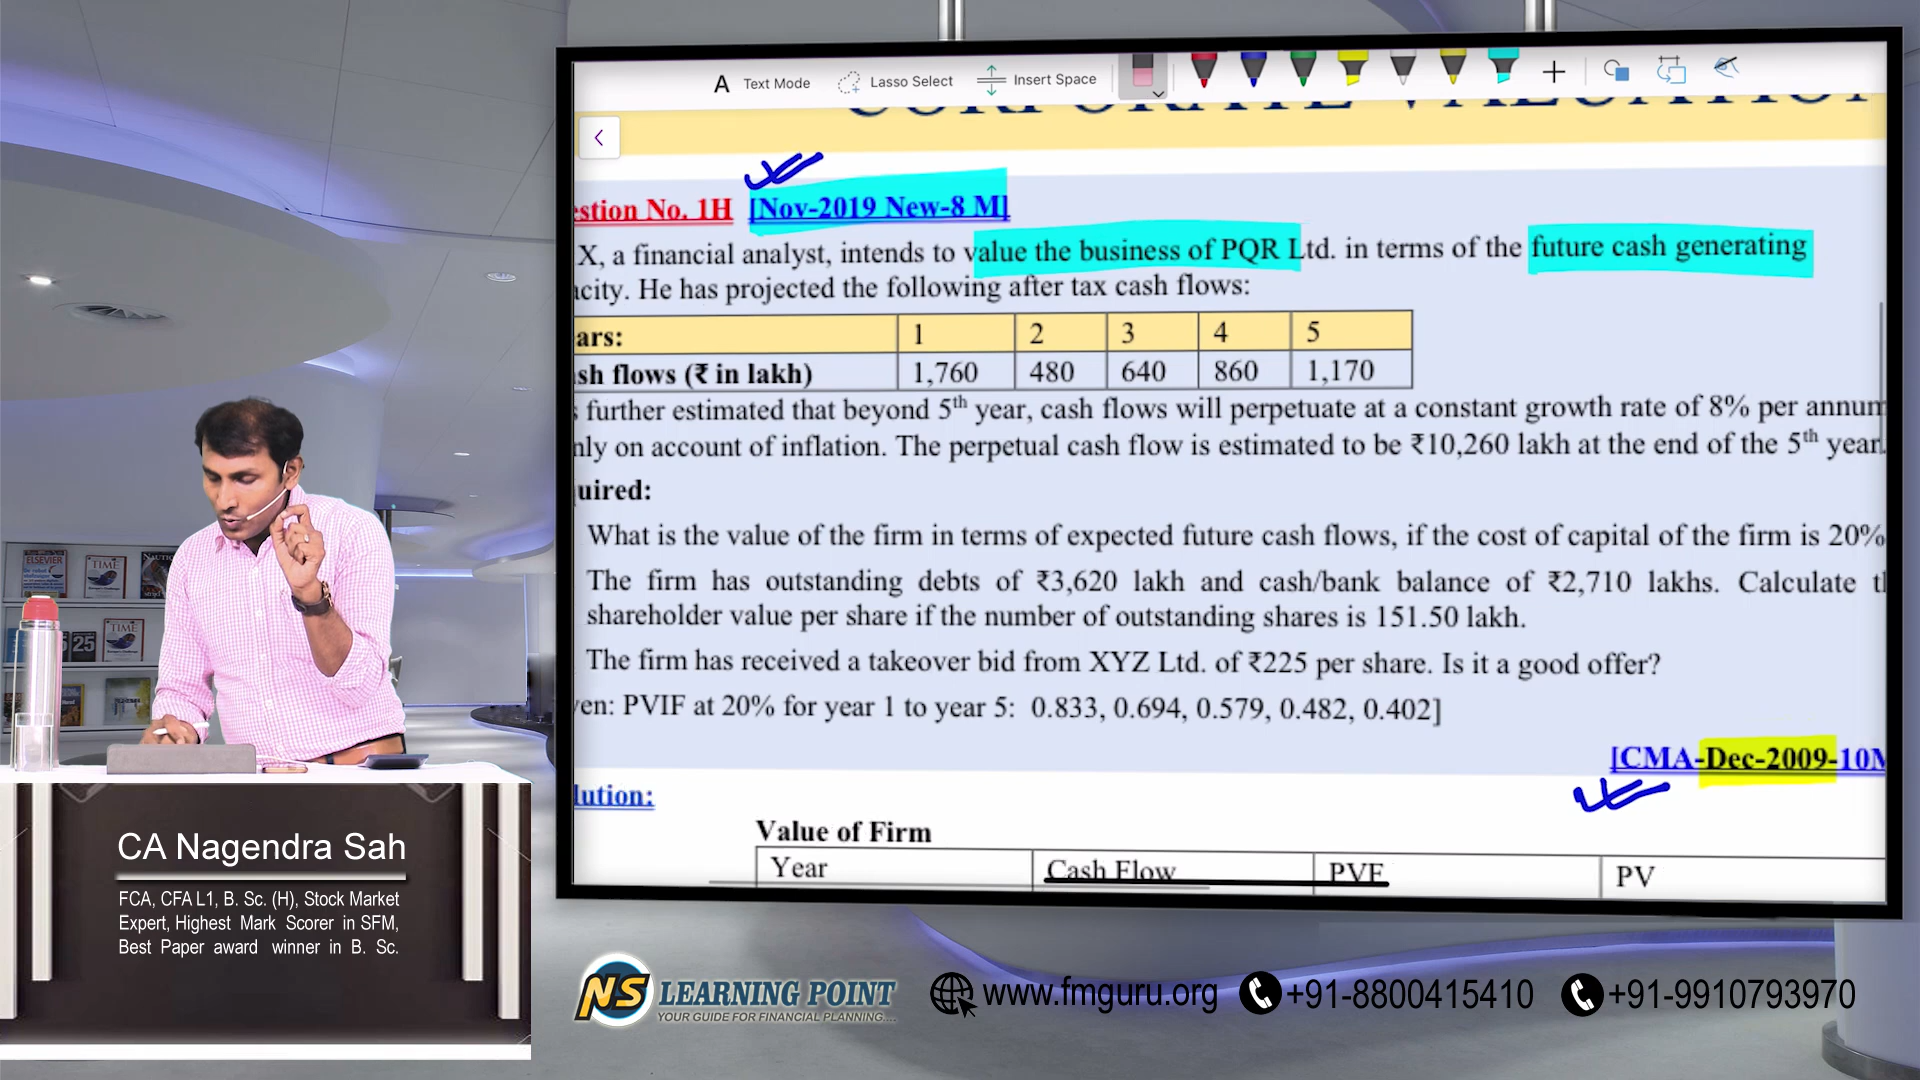 A Text Mode Lasso Select Insert Space
CORPORATE VALUATION
stion No. 1H [Nov-2019 New-8 M]
X, a financial analyst, intends to value the business of PQR Ltd. in terms of the future cash generating
acity. He has projected the following after tax cash flows:
ars: 1 2 3 4 5
sh flows (₹ in lakh) 1,760 480 640 860 1,170
s further estimated that beyond 5th year, cash flows will perpetuate at a constant growth rate of 8% per annum
nly on account of inflation. The perpetual cash flow is estimated to be ₹10,260 lakh at the end of the 5th year.
uired:
What is the value of the firm in terms of expected future cash flows, if the cost of capital of the firm is 20%
The firm has outstanding debts of ₹3,620 lakh and cash/bank balance of ₹2,710 lakhs. Calculate t
shareholder value per share if the number of outstanding shares is 151.50 lakh.
The firm has received a takeover bid from XYZ Ltd. of ₹225 per share. Is it a good offer?
ven: PVIF at 20% for year 1 to year 5: 0.833, 0.694, 0.579, 0.482, 0.402]
[CMA-Dec-2009-10M
lution:
Value of Firm
Year Cash Flow PVF PV
ELSEVIER
TIME
TIME
25
CA Nagendra Sah
FCA, CFA L1, B. Sc. (H), Stock Market
Expert, Highest Mark Scorer in SFM,
Best Paper award winner in B. Sc.
NS LEARNING POINT
YOUR GUIDE FOR FINANCIAL PLANNING....
www.fmguru.org +91-8800415410 +91-9910793970